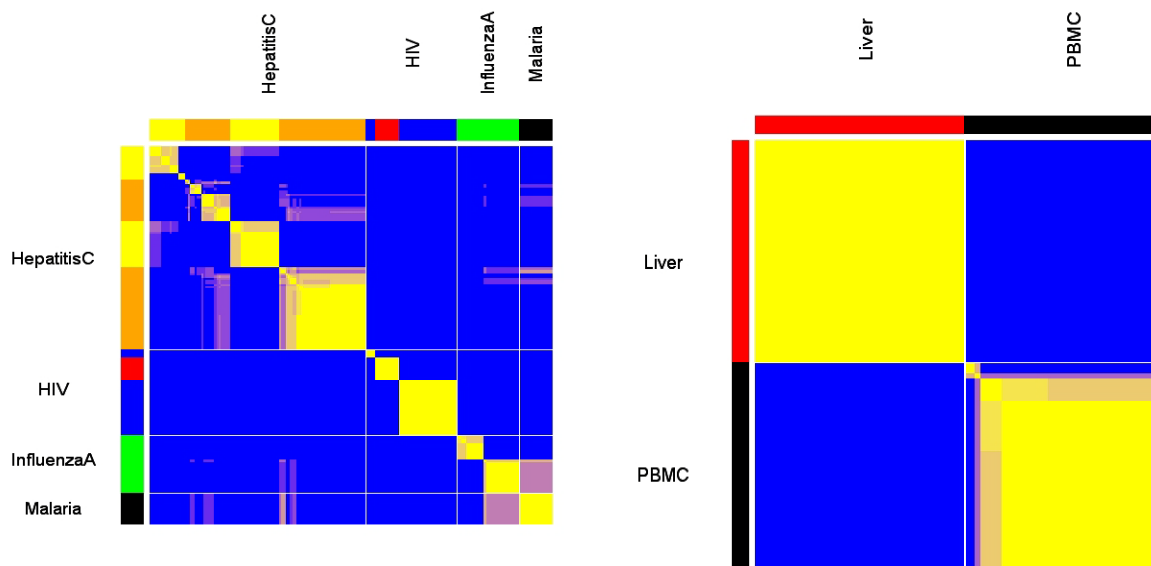 HepatitisC
HIV
InfluenzaA
Malaria
HepatitisC
HIV
InfluenzaA
Malaria
Liver
PBMC
Liver
PBMC